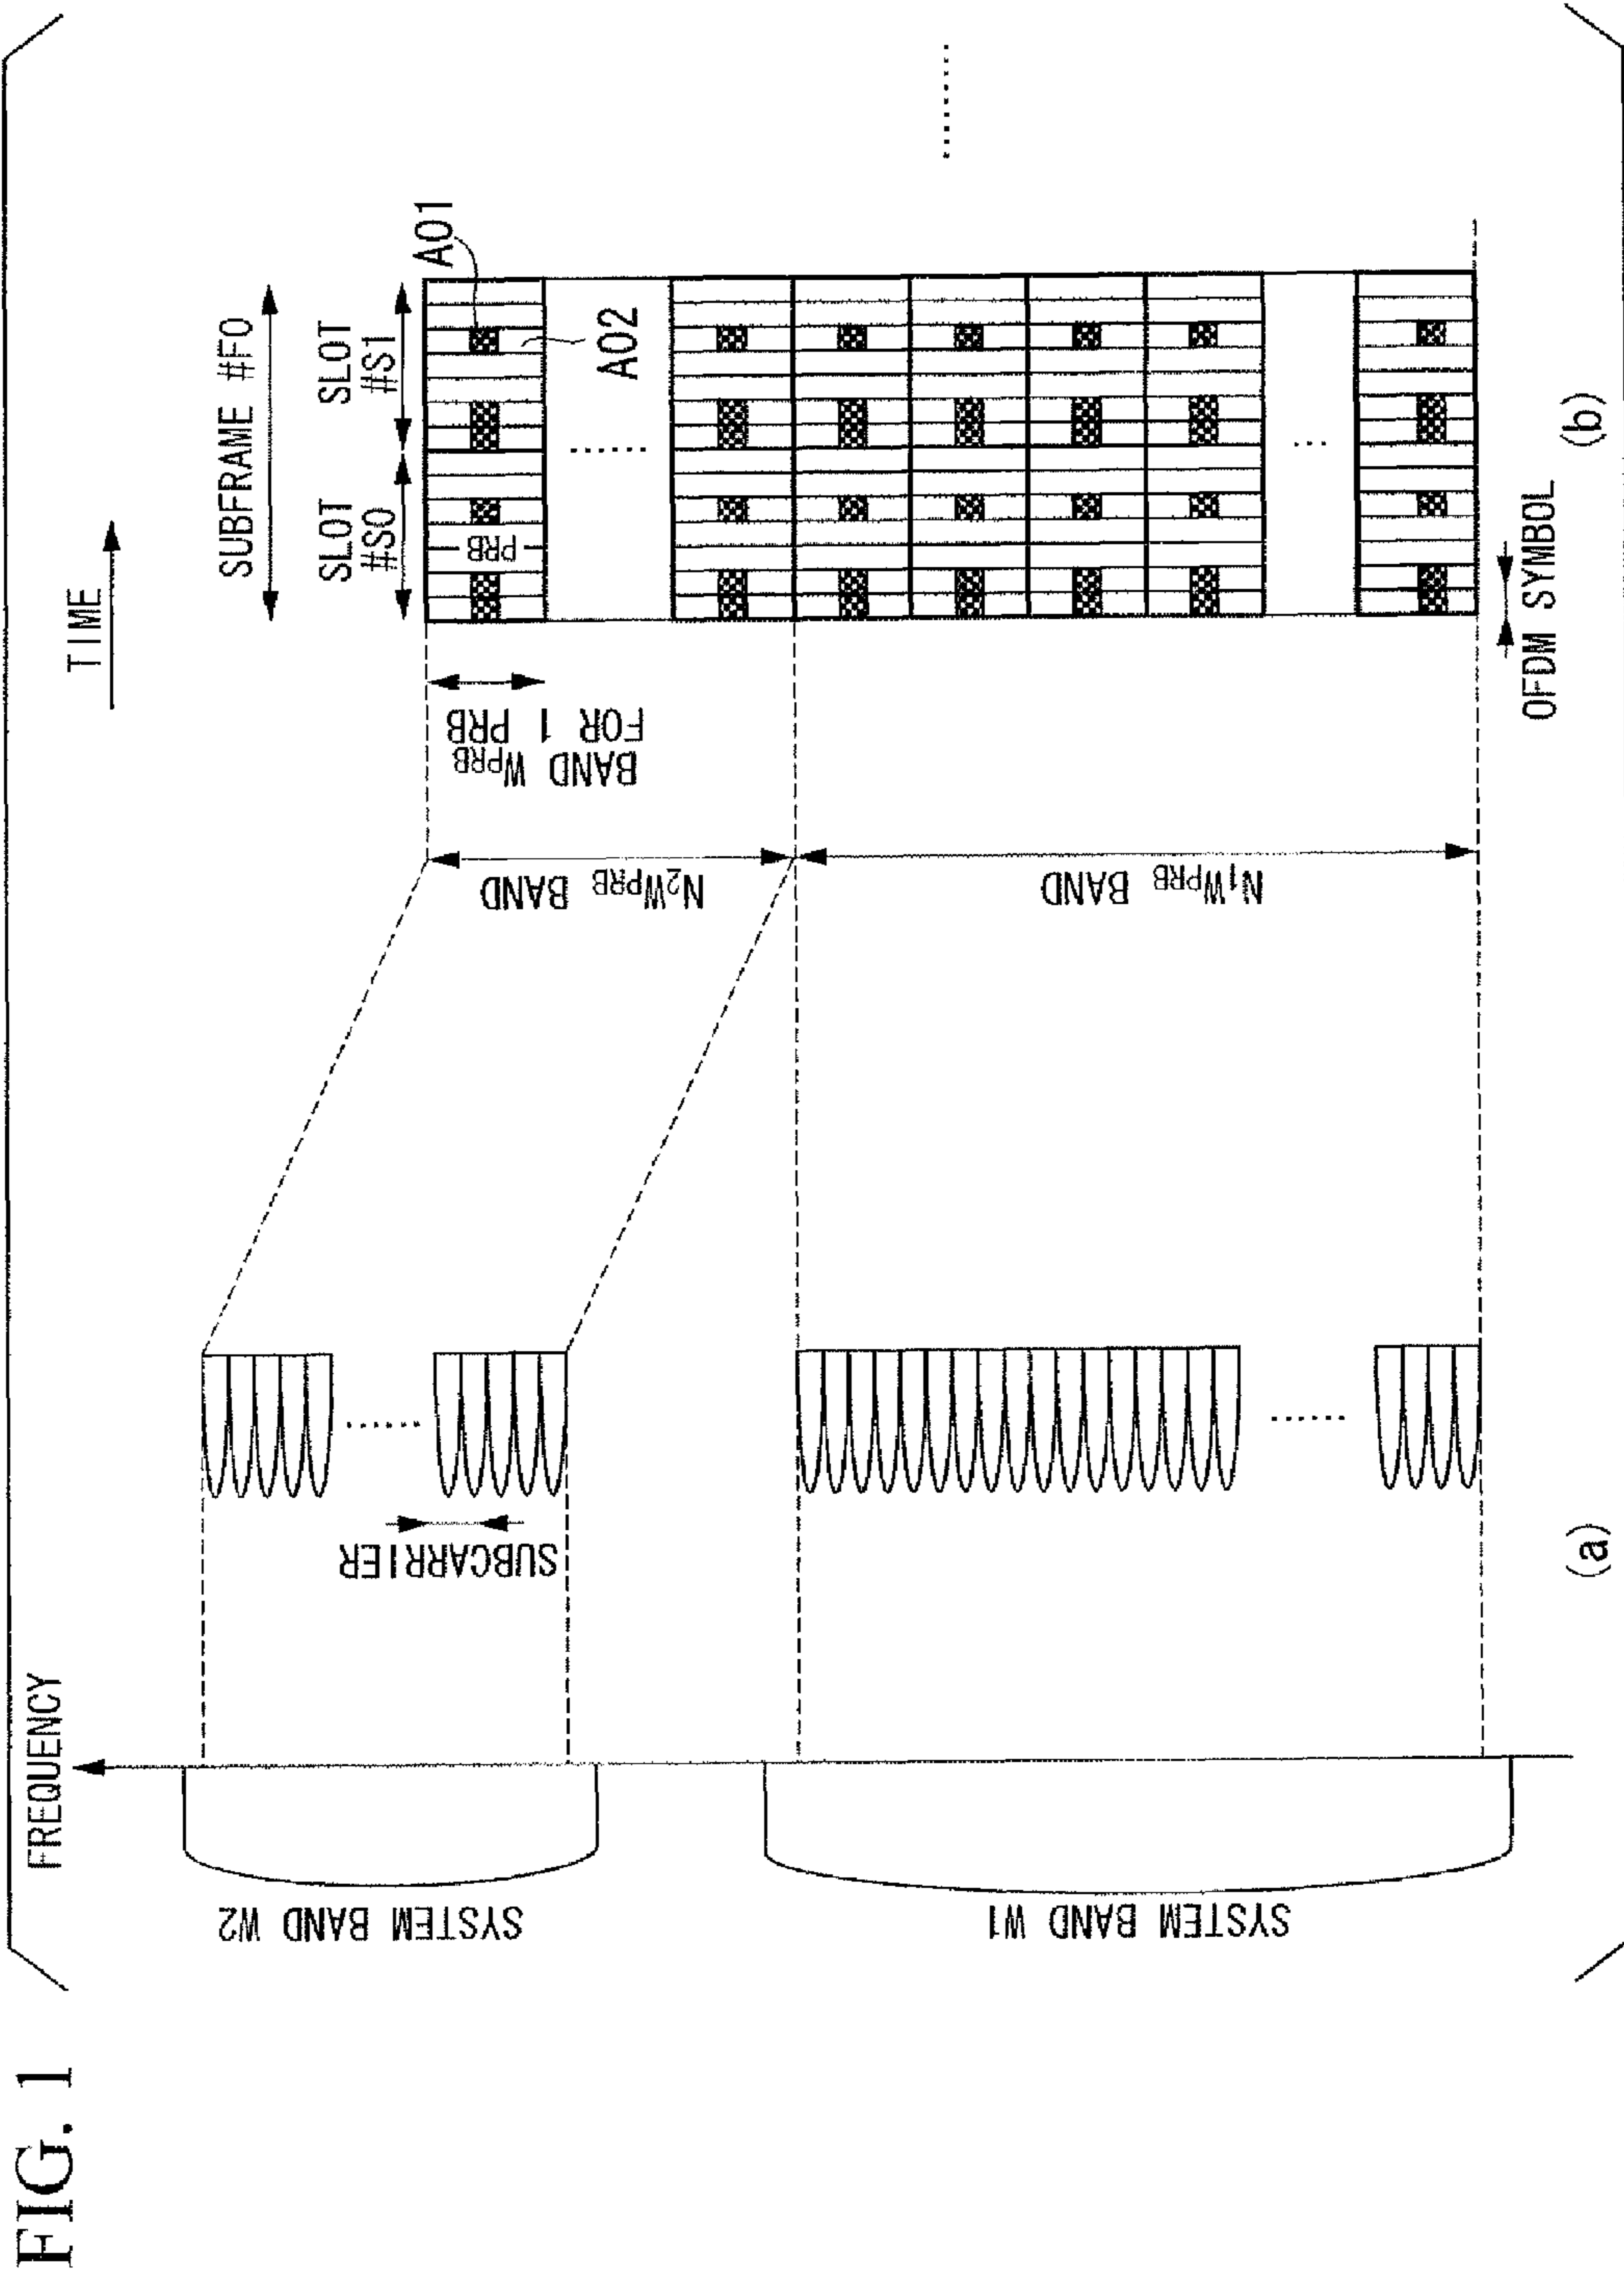 FIG. 1
FREQUENCY
TIME
SYSTEM BAND W2
SYSTEM BAND W1
SUBCARRIER
N2WPRB BAND
N1WPRB BAND
BAND WPRB
FOR 1 PRB
SUBFRAME #F0
SLOT
#S0
SLOT
#S1
PRB
A01
A02
OFDM SYMBOL
(a)
(b)